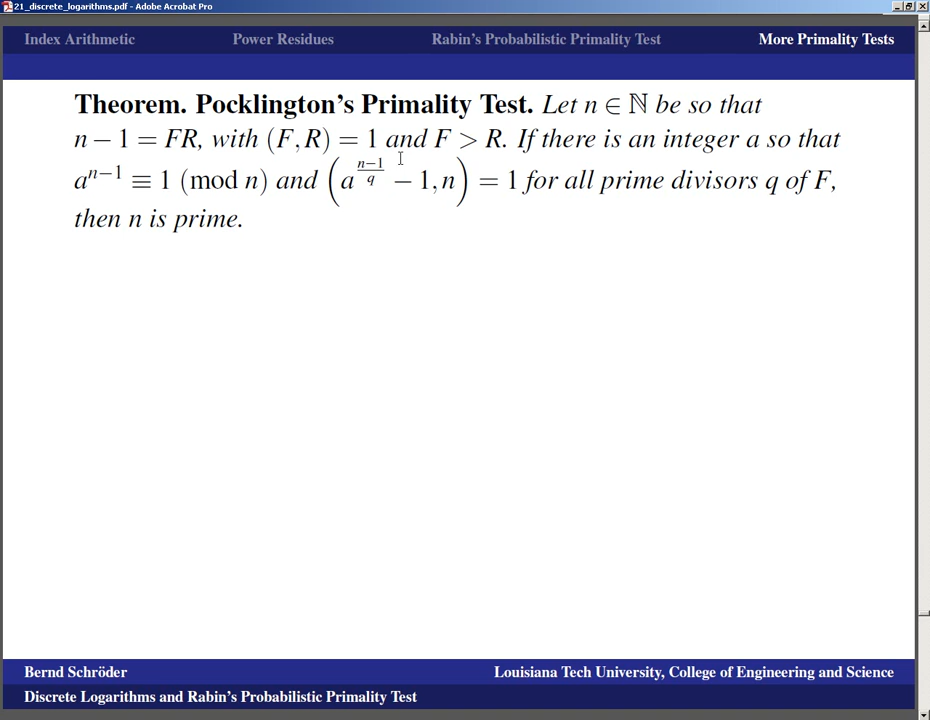 21_discrete_logarithms.pdf - Adobe Acrobat Pro
Index Arithmetic Power Residues Rabin's Probabilistic Primality Test More Primality Tests
Theorem. Pocklington's Primality Test. Let n ∈ ℕ be so that
n − 1 = FR, with (F, R) = 1 and F > R. If there is an integer a so that
a^{n−1} ≡ 1 (mod n) and (a^{\frac{n−1}{q}} − 1, n) = 1 for all prime divisors q of F,
then n is prime.
Bernd Schröder Louisiana Tech University, College of Engineering and Science
Discrete Logarithms and Rabin's Probabilistic Primality Test